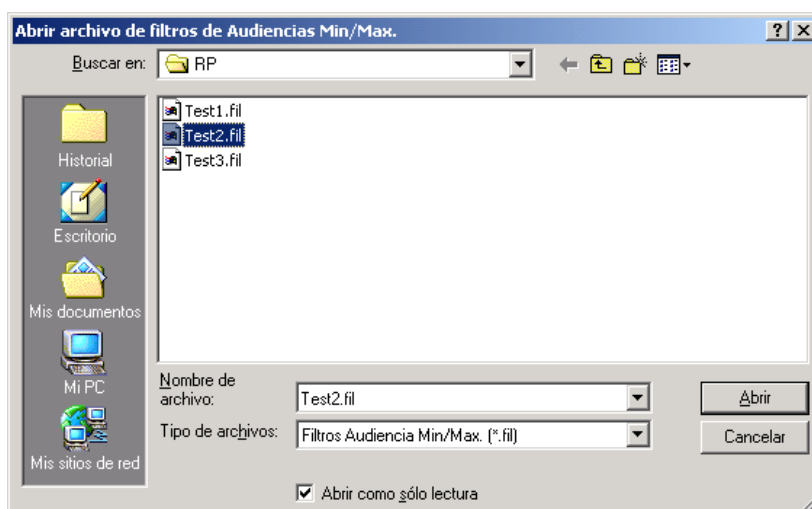 Abrir archivo de filtros de Audiencias Min/Max.
Buscar en:
RP
Historial
Escritorio
Mis documentos
Mi PC
Mis sitios de red
Test1.fil
Test2.fil
Test3.fil
Nombre de
archivo:
Test2.fil
Abrir
Tipo de archivos:
Filtros Audiencia Min/Max. (*.fil)
Cancelar
Abrir como sólo lectura